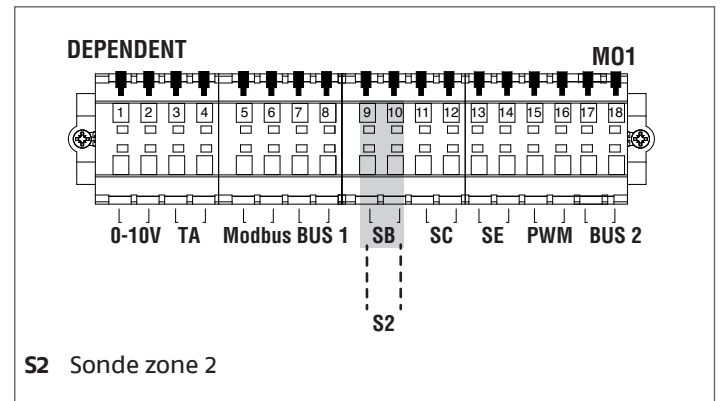 DEPENDENT
M01
1 2 3 4 5 6 7 8 9 10 11 12 13 14 15 16 17 18
0-10V TA Modbus BUS 1 SB SC SE PWM BUS 2
S2
S2 Sonde zone 2